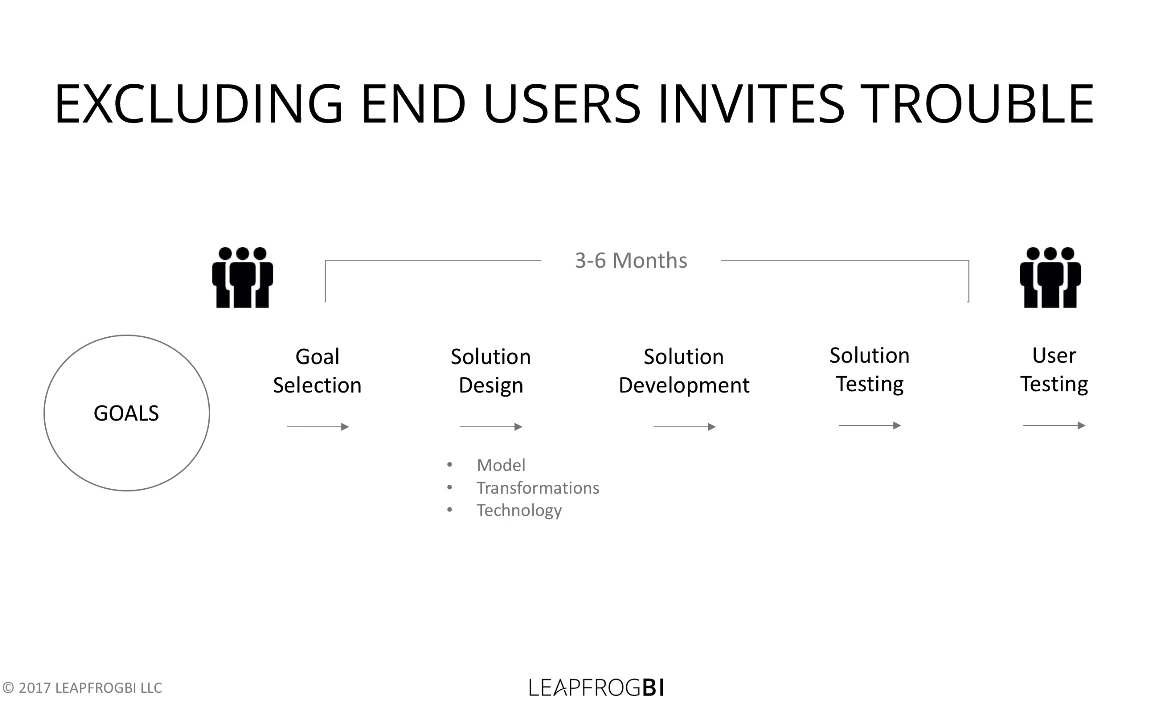 EXCLUDING END USERS INVITES TROUBLE
3-6 Months
GOALS
Goal
Selection
Solution
Design
• Model
• Transformations
• Technology
Solution
Development
Solution
Testing
User
Testing
© 2017 LEAPFROGBI LLC
LEAPFROGBI